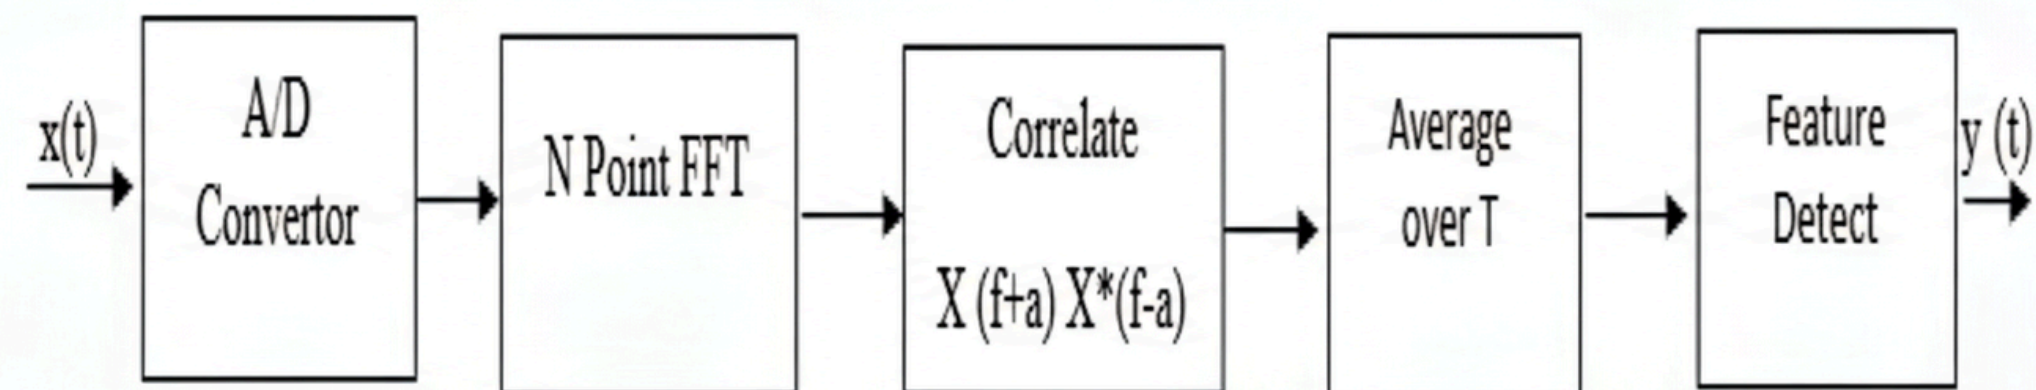 x(t)
A/D
Convertor
N Point FFT
Correlate
X (f+a) X*(f-a)
Average
over T
Feature
Detect
y (t)